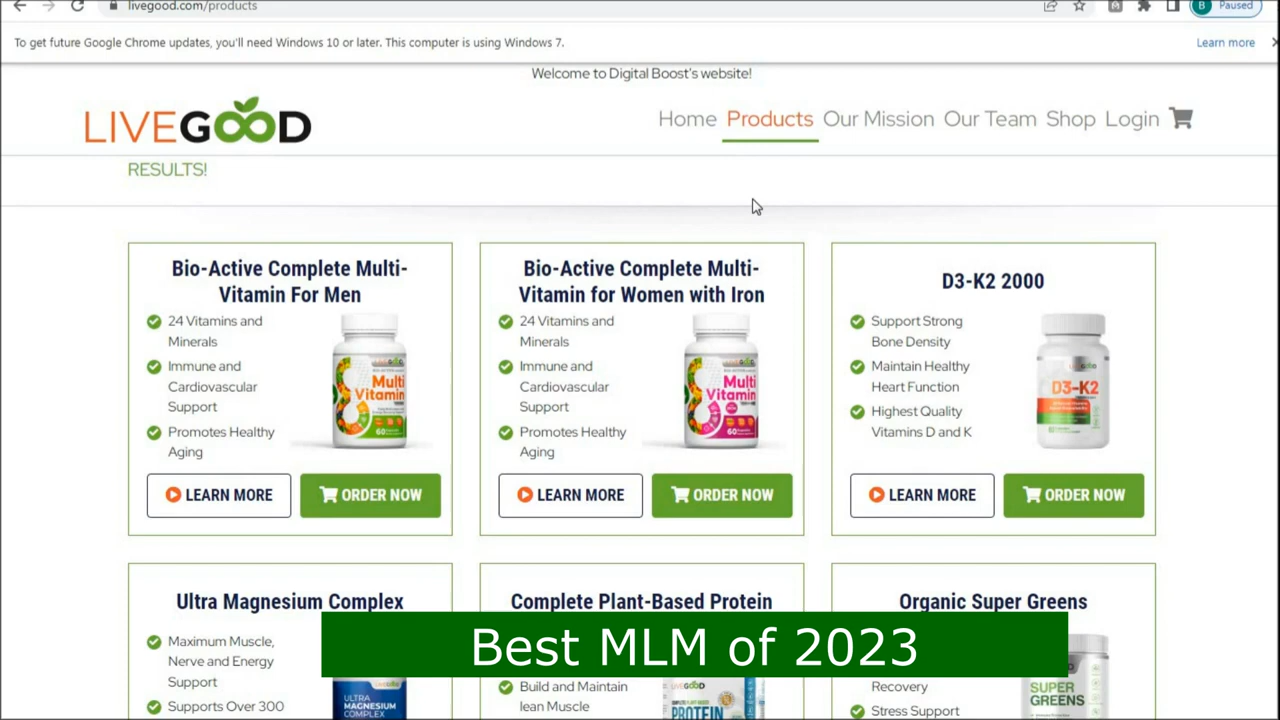 livegood.com/products
B
Paused
To get future Google Chrome updates, you'll need Windows 10 or later. This computer is using Windows 7.
Learn more
Welcome to Digital Boost's website!
LIVEGOOD
Home Products Our Mission Our Team Shop Login
RESULTS!
Bio-Active Complete Multi-
Vitamin For Men
24 Vitamins and
Minerals
Immune and
Cardiovascular
Support
Promotes Healthy
Aging
Multi
Vitamin
60
LEARN MORE
ORDER NOW
Bio-Active Complete Multi-
Vitamin for Women with Iron
24 Vitamins and
Minerals
Immune and
Cardiovascular
Support
Promotes Healthy
Aging
Multi
Vitamin
60
LEARN MORE
ORDER NOW
D3-K2 2000
Support Strong
Bone Density
Maintain Healthy
Heart Function
Highest Quality
Vitamins D and K
D3-K2
LEARN MORE
ORDER NOW
Ultra Magnesium Complex
Maximum Muscle,
Nerve and Energy
Support
Supports Over 300
ULTRA
MAGNESIUM
COMPLEX
Complete Plant-Based Protein
Build and Maintain
lean Muscle
LIVEGOOD
PROTEIN
Organic Super Greens
Recovery
Stress Support
SUPER
GREENS
Best MLM of 2023